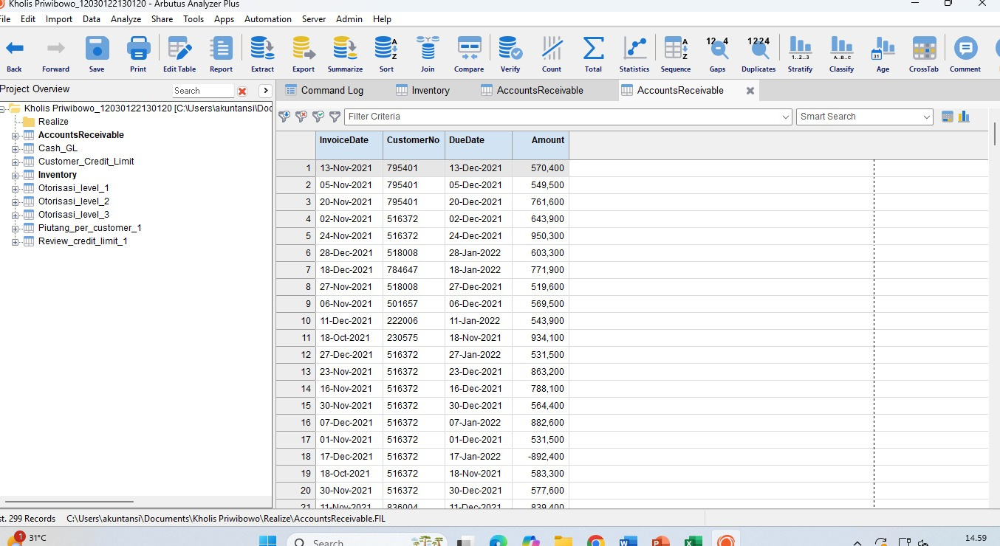 Kholis Priwibowo_12030122130120 - Arbutus Analyzer Plus
File Edit Import Data Analyze Share Tools Apps Automation Server Admin Help
Back Forward Save Print Edit Table Report Extract Export Summarize Sort Join Compare Verify Count Total Statistics Sequence Gaps Duplicates Stratify Classify Age CrossTab Comment
Project Overview
Search
Command Log Inventory AccountsReceivable AccountsReceivable
Filter Criteria Smart Search
Kholis Priwibowo_12030122130120 [C:\Users\akuntansi\Doc
Realize
AccountsReceivable
Cash_GL
Customer_Credit_Limit
Inventory
Otorisasi_level_1
Otorisasi_level_2
Otorisasi_level_3
Piutang_per_customer_1
Review_credit_limit_1
InvoiceDate CustomerNo DueDate Amount
1 13-Nov-2021 795401 13-Dec-2021 570,400
2 05-Nov-2021 795401 05-Dec-2021 549,500
3 20-Nov-2021 795401 20-Dec-2021 761,600
4 02-Nov-2021 516372 02-Dec-2021 643,900
5 24-Nov-2021 516372 24-Dec-2021 950,300
6 28-Dec-2021 518008 28-Jan-2022 603,300
7 18-Dec-2021 784647 18-Jan-2022 771,900
8 27-Nov-2021 518008 27-Dec-2021 519,600
9 06-Nov-2021 501657 06-Dec-2021 569,500
10 11-Dec-2021 222006 11-Jan-2022 543,900
11 18-Oct-2021 230575 18-Nov-2021 934,100
12 27-Dec-2021 516372 27-Jan-2022 531,500
13 23-Nov-2021 516372 23-Dec-2021 863,200
14 16-Nov-2021 516372 16-Dec-2021 788,100
15 30-Nov-2021 516372 30-Dec-2021 564,400
16 07-Dec-2021 516372 07-Jan-2022 882,600
17 01-Nov-2021 516372 01-Dec-2021 531,500
18 17-Dec-2021 516372 17-Jan-2022 -892,400
19 18-Oct-2021 516372 18-Nov-2021 583,300
20 30-Nov-2021 516372 30-Dec-2021 577,600
21 11-Nov-2021 836004 11-Dec-2021 839,400
st. 299 Records C:\Users\akuntansi\Documents\Kholis Priwibowo\Realize\AccountsReceivable.FIL
1 31°C
Search
14.59